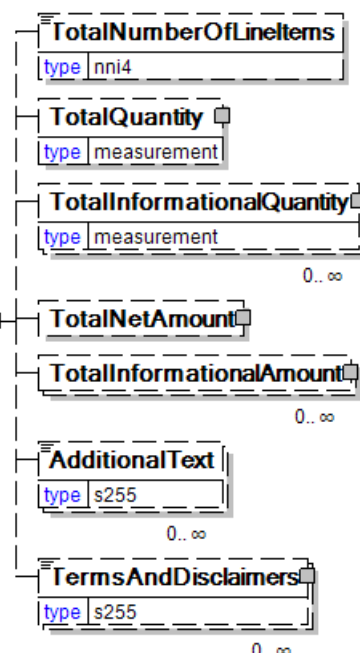 TotalNumberOfLineItems
type nni4
TotalQuantity
type measurement
TotalInformationalQuantity
type measurement
0.. ∞
TotalNetAmount
TotalInformationalAmount
0.. ∞
AdditionalText
type s255
0.. ∞
TermsAndDisclaimers
type s255
0.. ∞